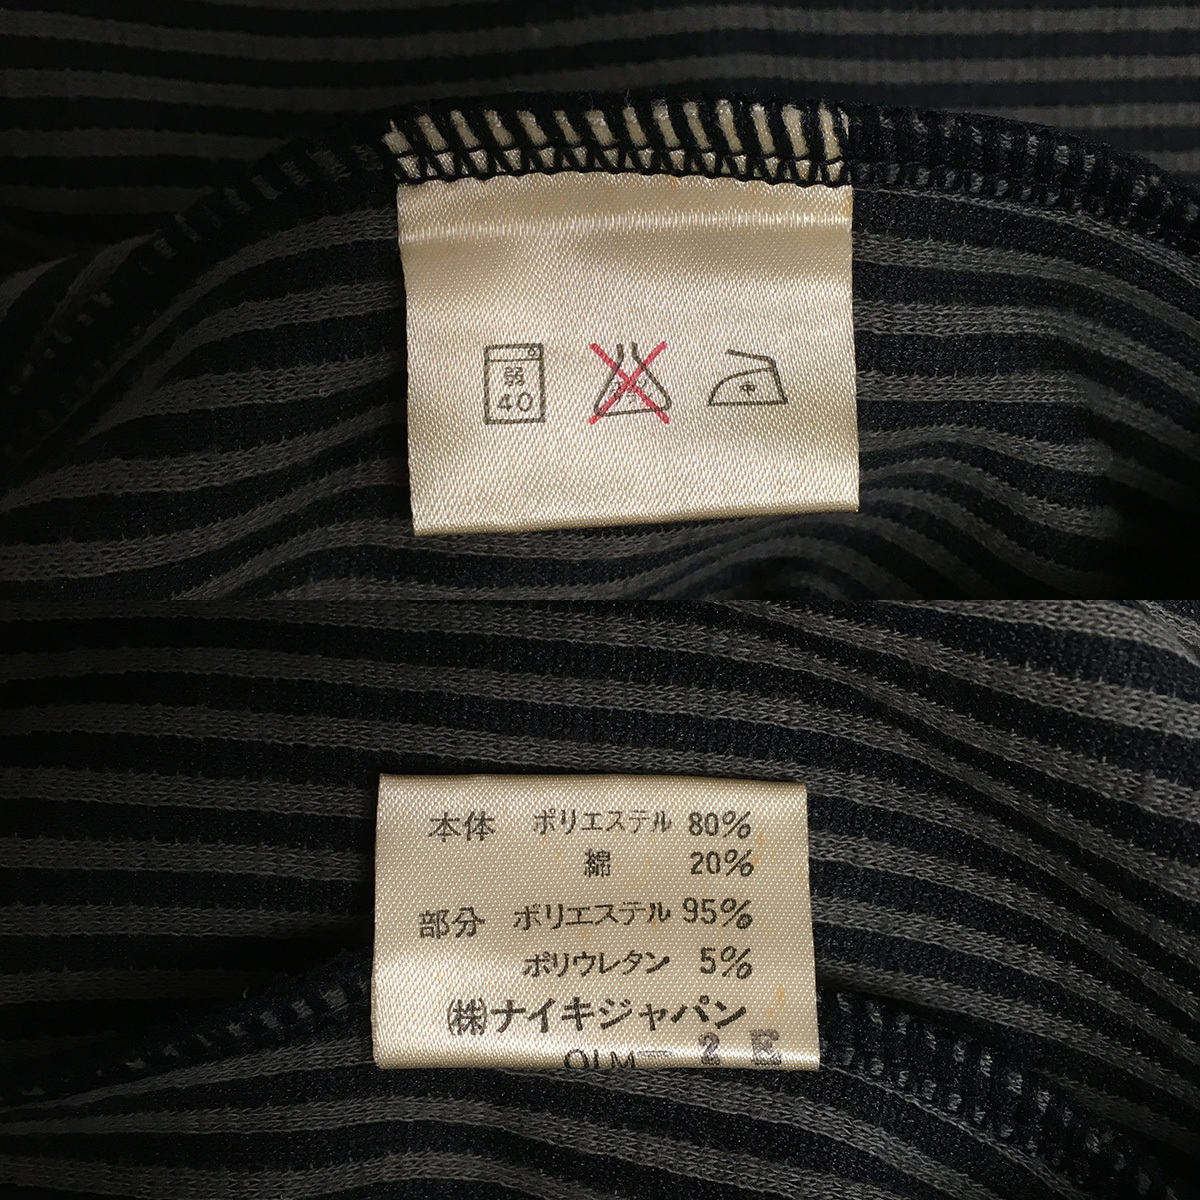 弱
40
中
本体 ポリエステル 80%
綿 20%
部分 ポリエステル 95%
ポリウレタン 5%
㈱ナイキジャパン